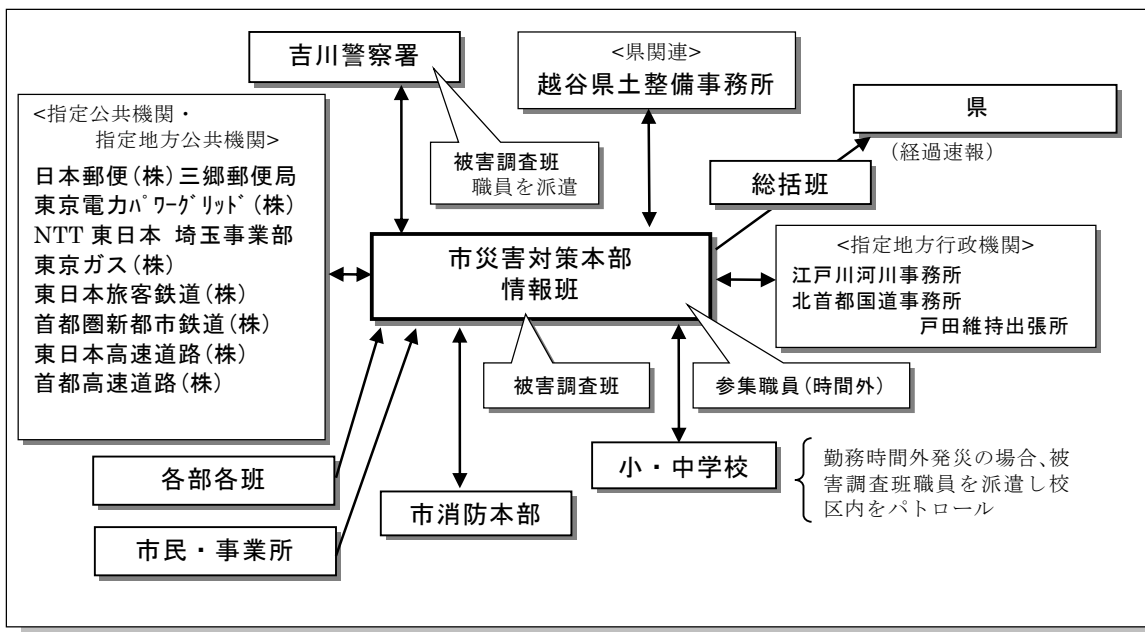 吉川警察署
<県関連>
越谷県土整備事務所
<指定公共機関・
指定地方公共機関>
日本郵便(株)三郷郵便局
東京電力ﾊﾟﾜｰｸﾞﾘｯﾄﾞ(株)
NTT 東日本 埼玉事業部
東京ガス(株)
東日本旅客鉄道(株)
首都圏新都市鉄道(株)
東日本高速道路(株)
首都高速道路(株)
被害調査班
職員を派遣
県
(経過速報)
総括班
市災害対策本部
情報班
<指定地方行政機関>
江戸川河川事務所
北首都国道事務所
戸田維持出張所
被害調査班
参集職員(時間外)
各部各班
市民・事業所
市消防本部
小・中学校
勤務時間外発災の場合、被
害調査班職員を派遣し校
区内をパトロール